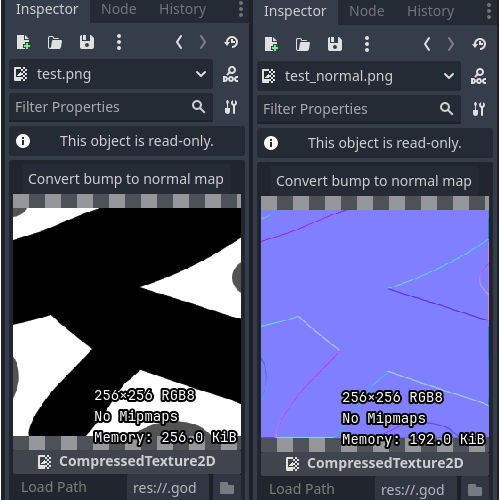 Inspector Node History
test.png
Filter Properties
This object is read-only.
Convert bump to normal map
256×256 RGB8
No Mipmaps
Memory: 256.0 KiB
CompressedTexture2D
Load Path res://.god
Inspector Node History
test_normal.png
Filter Properties
This object is read-only.
Convert bump to normal map
256×256 RGB8
No Mipmaps
Memory: 192.0 KiB
CompressedTexture2D
Load Path res://.god